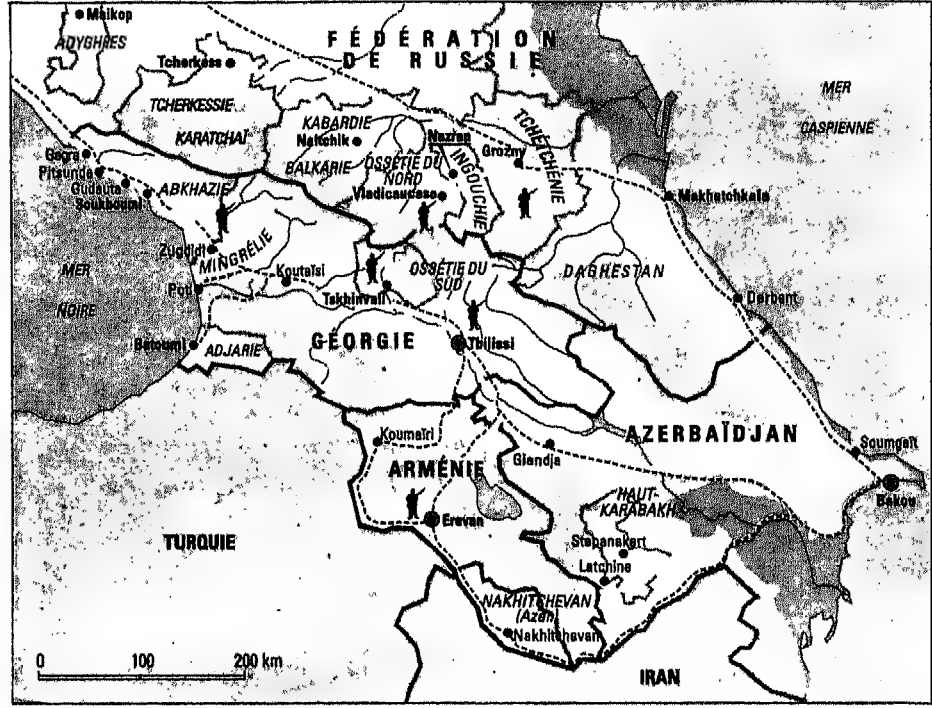 Maikop
ADYGHRES
FÉDÉRATION
DE RUSSIE
Tcherkess
TCHERKESSIE
KARATCHAÏ
KABARDIE
Naltchik
BALKARIE
OSSÉTIE DU
NORD
Vladicaucase
Nazran
INGOUCHIE
Grozny
TCHÉTCHÉNIE
MER
CASPIENNE
Makhatchkala
Gagra
Pitsunda
Gudauta
Soukhoumi
ABKHAZIE
Zugdidi
MINGRÉLIE
MER
NOIRE
Poti
Koutaïsi
Tskhinvali
OSSÉTIE DU
SUD
DAGHESTAN
Derbent
Batoumi
ADJARIE
GÉORGIE
Tbilissi
Koumaïri
ARMÉNIE
Erevan
Giandja
AZERBAÏDJAN
Soumgaït
Bakou
HAUT-
KARABAKH
Stepanakert
Latchine
TURQUIE
NAKHITCHEVAN
(Azer)
Nakhitchevan
IRAN
0 100 200 km